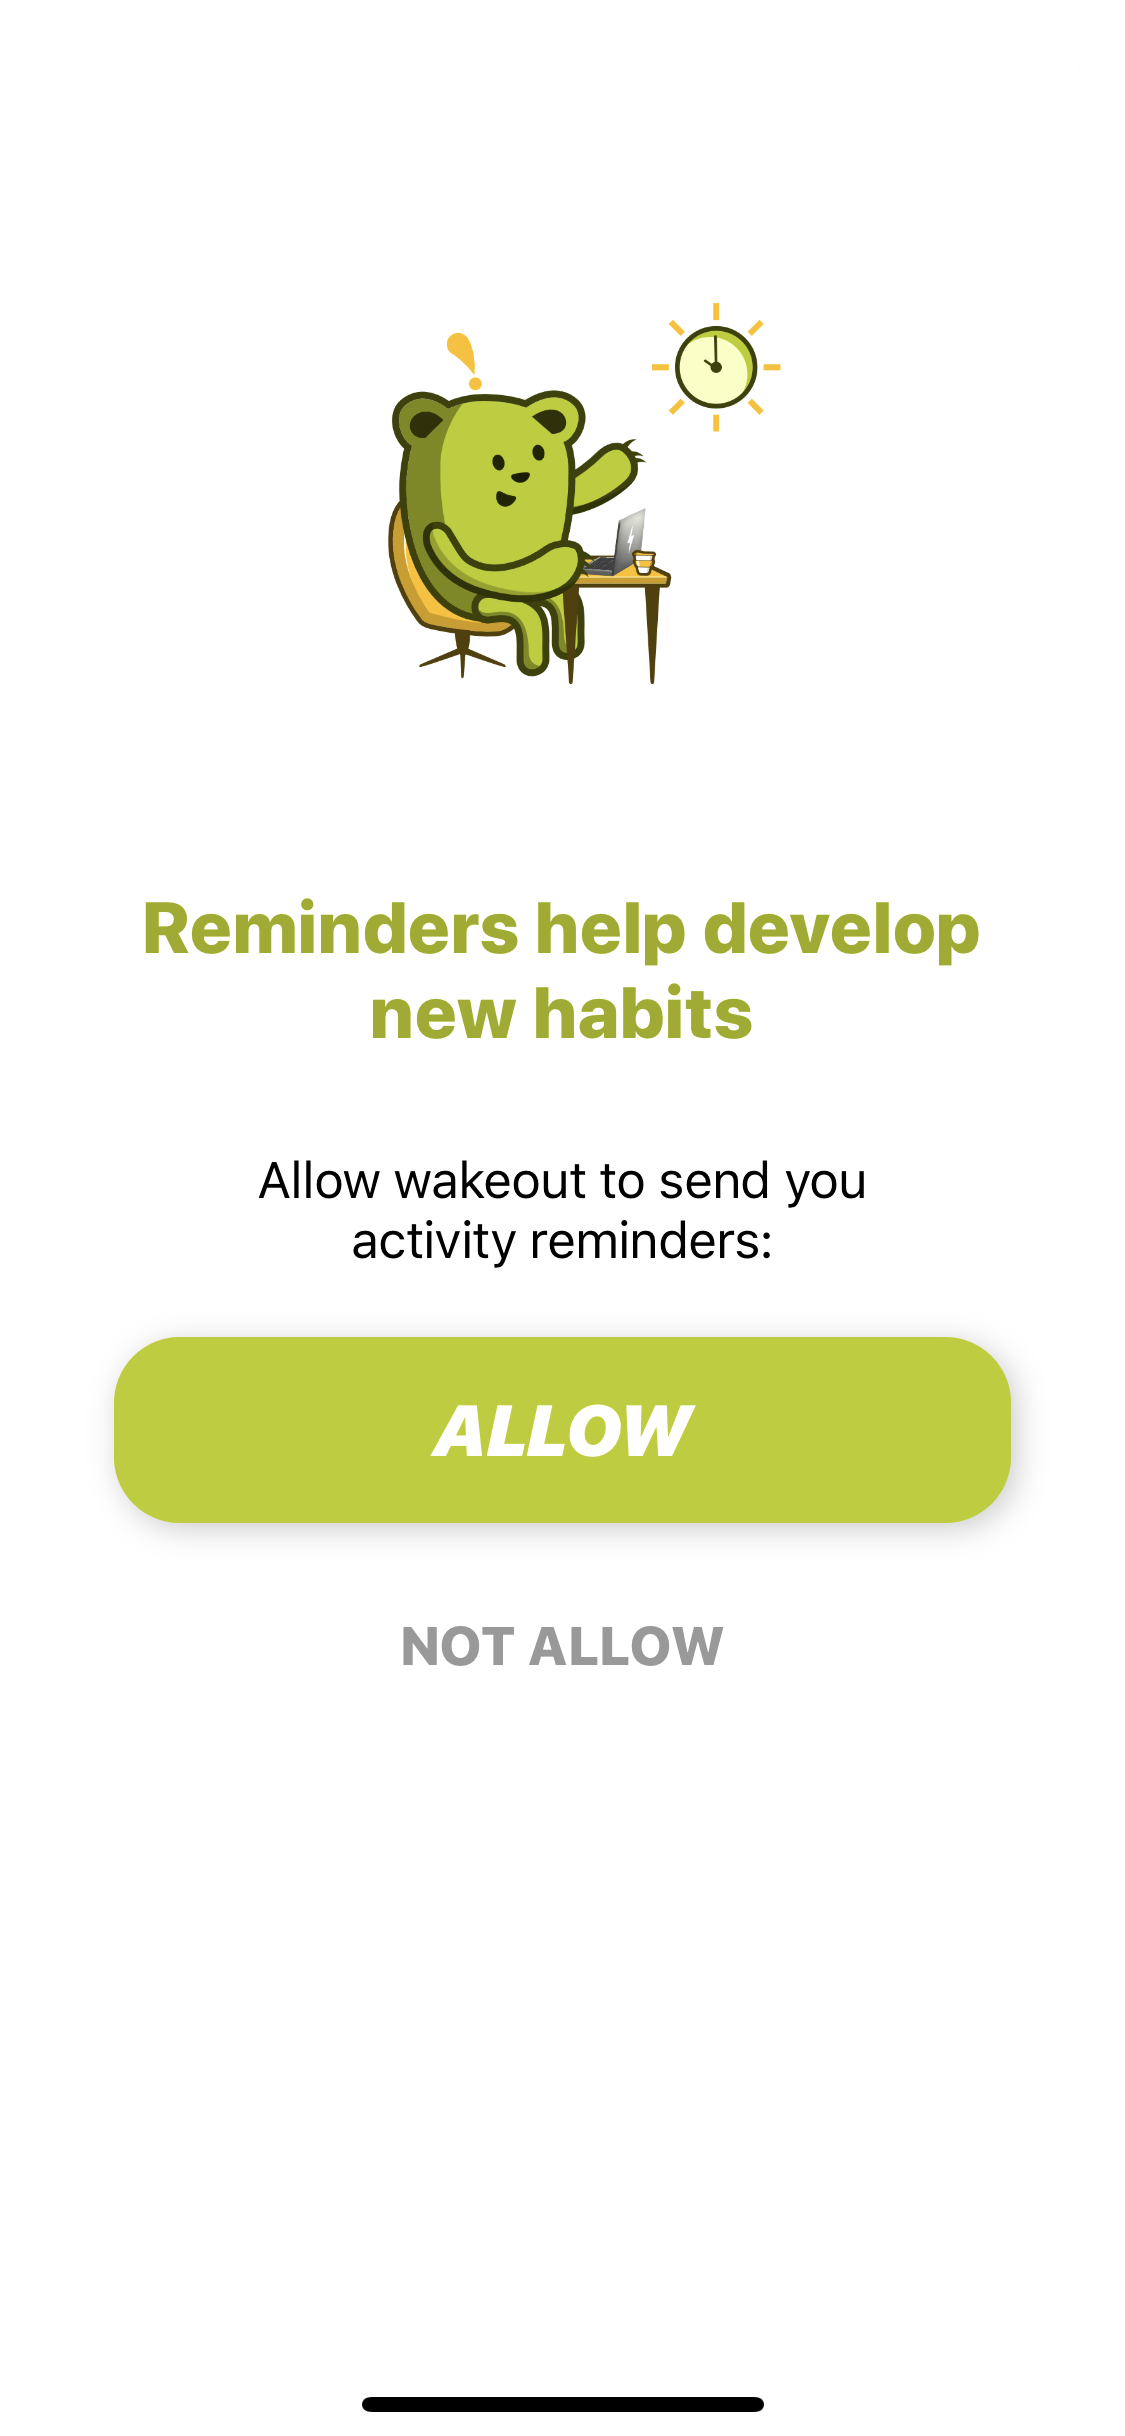 Reminders help develop
new habits
Allow wakeout to send you
activity reminders:
ALLOW
NOT ALLOW